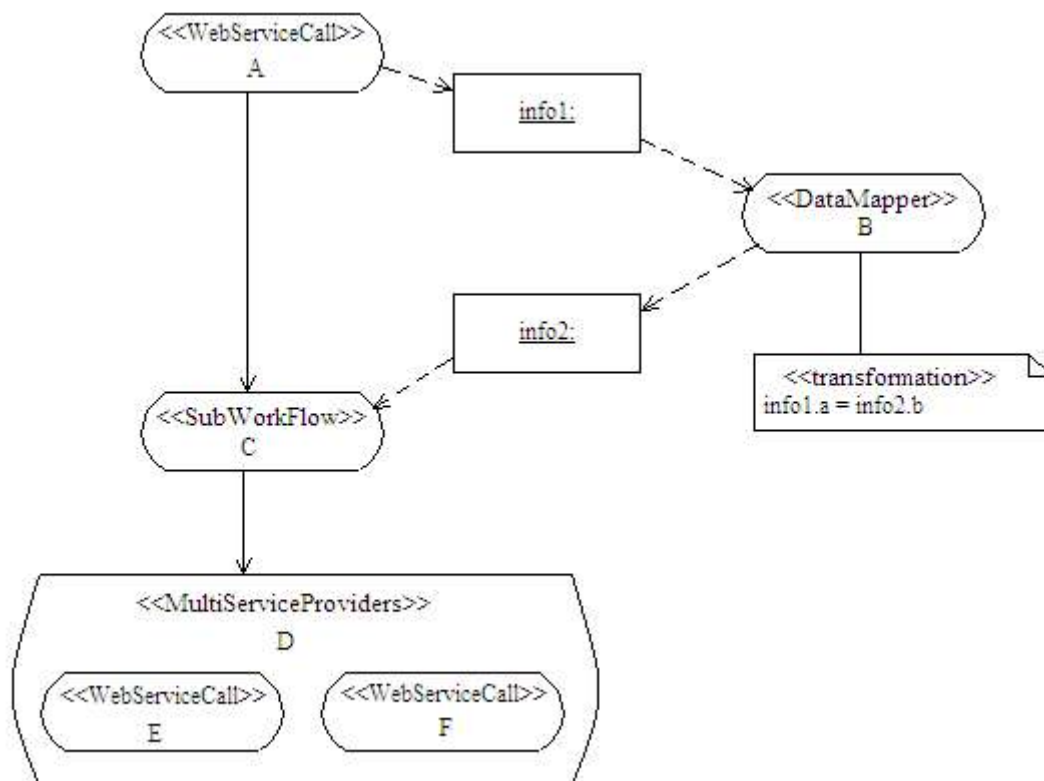 <<WebServiceCall>>
A
info1:
<<DataMapper>>
B
info2:
<<transformation>>
info1.a = info2.b
<<SubWorkFlow>>
C
<<MultiServiceProviders>>
D
<<WebServiceCall>>
E
<<WebServiceCall>>
F